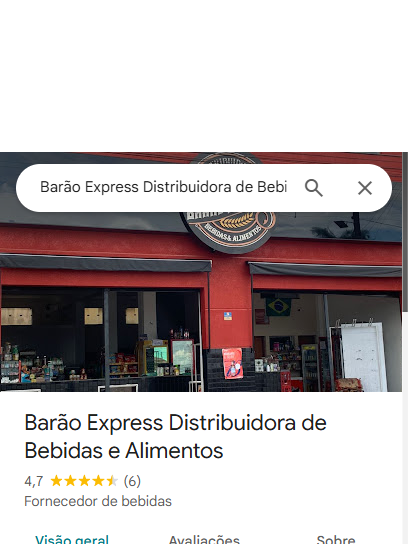 Barão Express Distribuidora de Bebi
BEBIDAS & ALIMENTOS
Barão Express Distribuidora de
Bebidas e Alimentos
4,7 (6)
Fornecedor de bebidas
Visão geral Avaliações Sobre